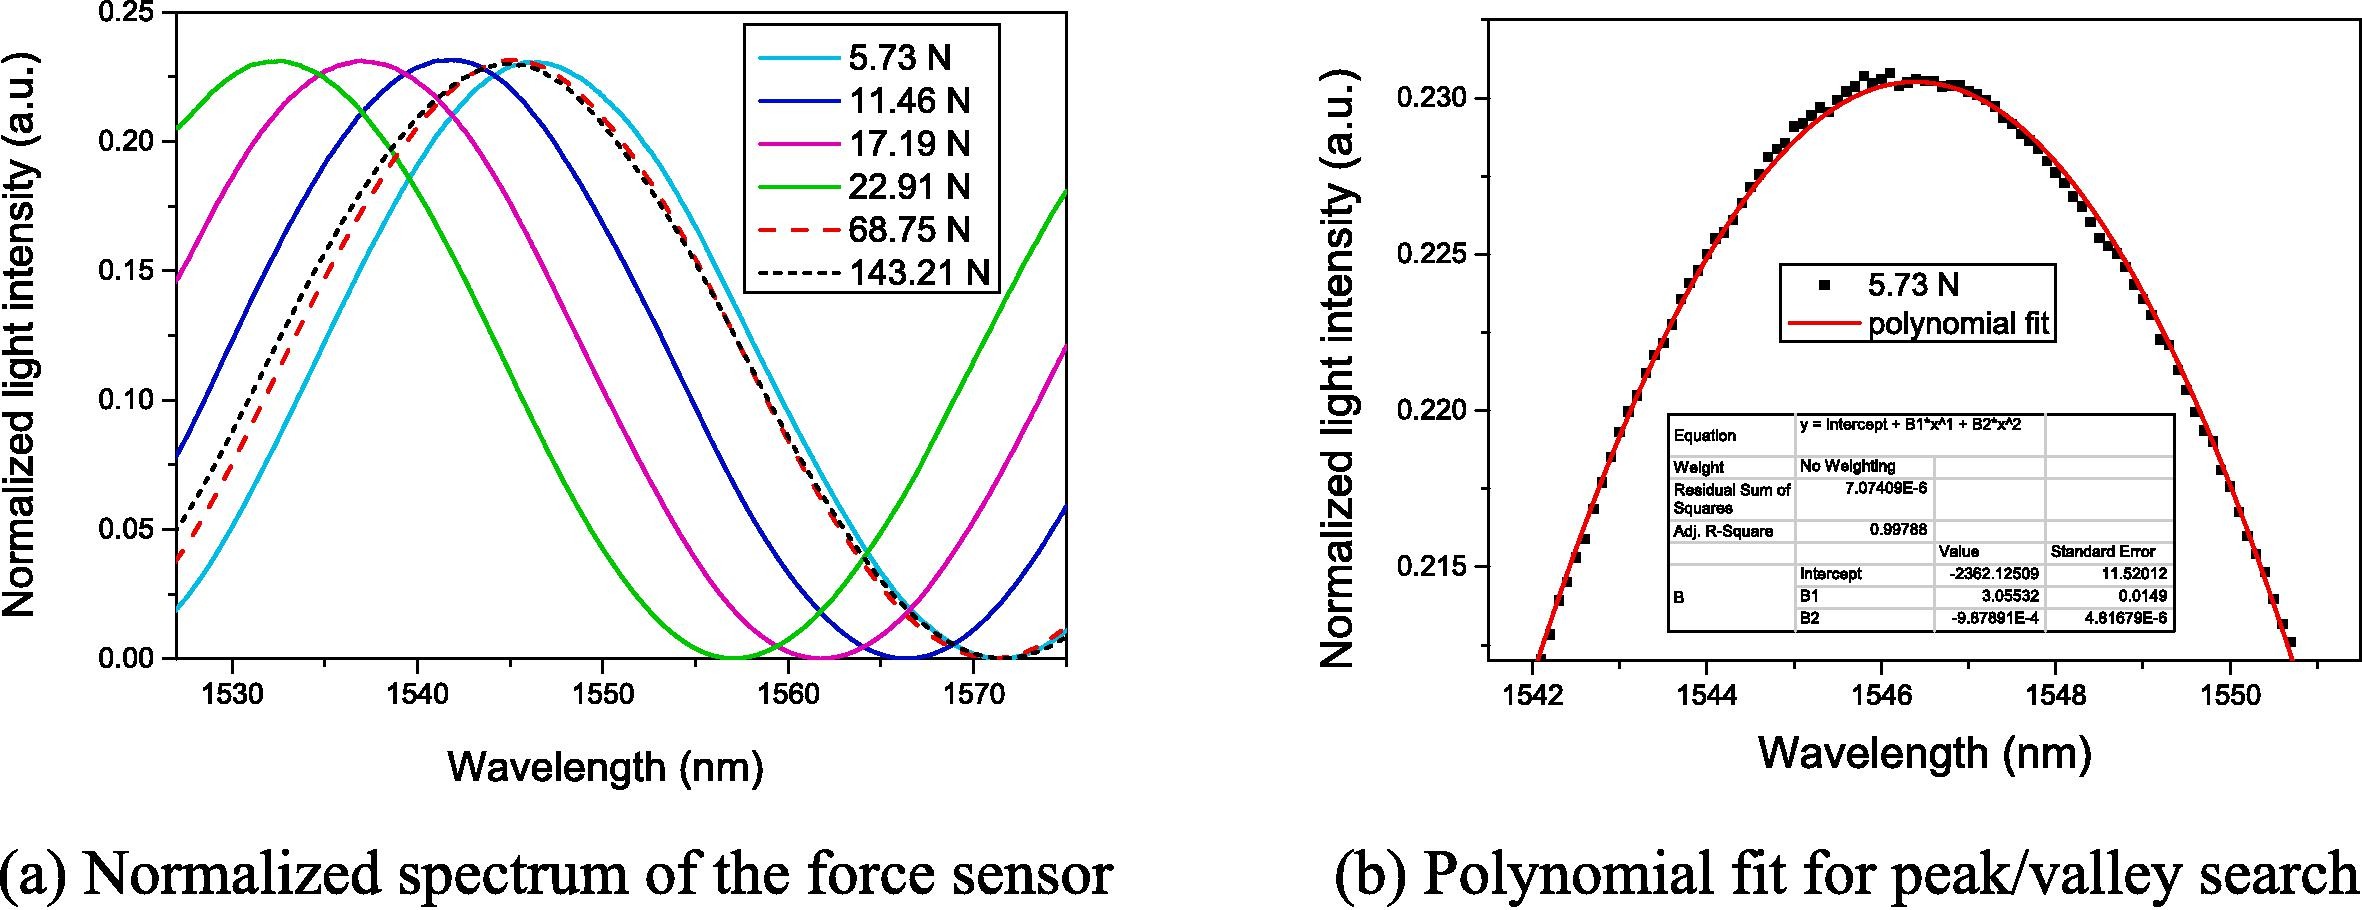 0.25
0.20
0.15
0.10
0.05
0.00
Normalized light intensity (a.u.)
5.73 N
11.46 N
17.19 N
22.91 N
68.75 N
143.21 N
1530
1540
1550
1560
1570
Wavelength (nm)
(a) Normalized spectrum of the force sensor
0.230
0.225
0.220
0.215
Normalized light intensity (a.u.)
5.73 N
polynomial fit
Equation y = Intercept + B1*x^1 + B2*x^2
Weight No Weighting
Residual Sum of
Squares 7.07409E-6
Adj. R-Square 0.99788
Value Standard Error
B Intercept -2362.12509 11.52012
B1 3.05532 0.0149
B2 -9.87891E-4 4.81679E-6
1542
1544
1546
1548
1550
Wavelength (nm)
(b) Polynomial fit for peak/valley search